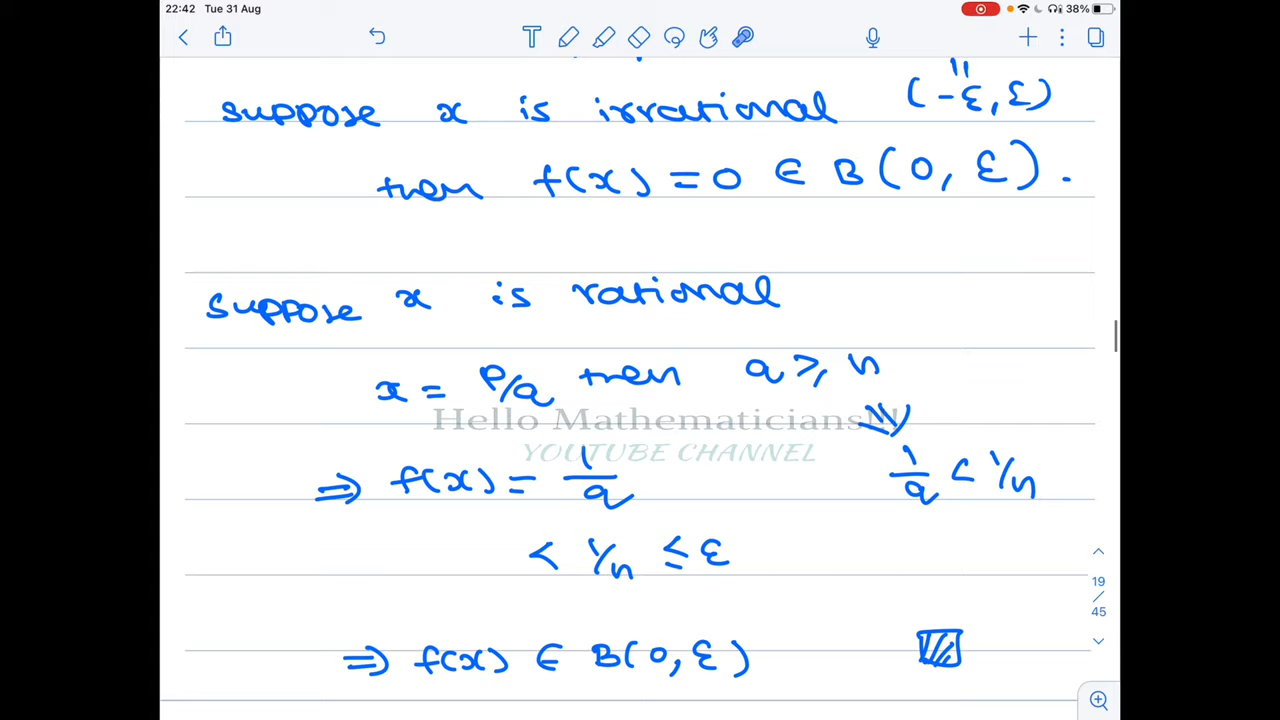 22:42 Tue 31 Aug 38%
suppose x is irrational (-ε, ε)
then f(x) = 0 ∈ B(0, ε).
suppose x is rational
x = p/q then q ≥, n
Hello Mathematicians!!
YOUTUBE CHANNEL
⇒ f(x) = 1/q 1/q < 1/n
< 1/n ≤ ε
19
/
45
⇒ f(x) ∈ B(0, ε)